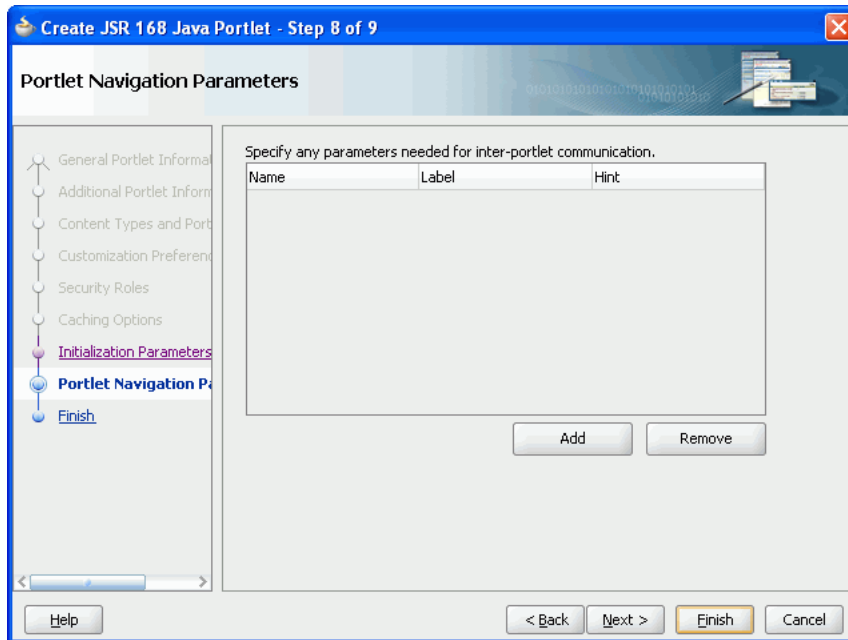 Create JSR 168 Java Portlet - Step 8 of 9
Portlet Navigation Parameters
General Portlet Informat
Additional Portlet Inform
Content Types and Port
Customization Preferenc
Security Roles
Caching Options
Initialization Parameters
Portlet Navigation Pa
Finish
Specify any parameters needed for inter-portlet communication.
Name Label Hint
Add Remove
Help < Back Next > Finish Cancel